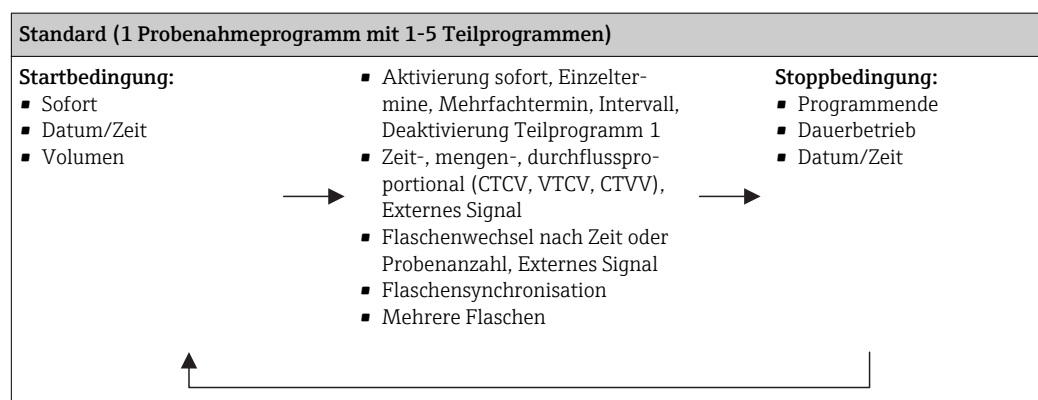 Standard (1 Probenahmeprogramm mit 1-5 Teilprogrammen)
Startbedingung:
▪ Sofort
▪ Datum/Zeit
▪ Volumen
▪ Aktivierung sofort, Einzelter-
mine, Mehrfachtermin, Intervall,
Deaktivierung Teilprogramm 1
▪ Zeit-, mengen-, durchflusspro-
portional (CTCV, VTCV, CTVV),
Externes Signal
▪ Flaschenwechsel nach Zeit oder
Probenanzahl, Externes Signal
▪ Flaschensynchronisation
▪ Mehrere Flaschen
Stoppbedingung:
▪ Programmende
▪ Dauerbetrieb
▪ Datum/Zeit